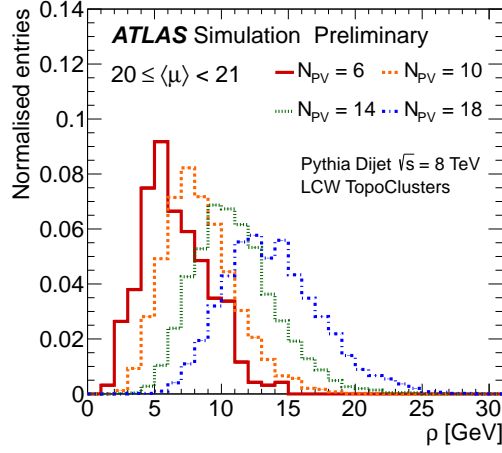 ATLAS Simulation Preliminary
20 ≤ ⟨μ⟩ < 21
N_PV = 6
N_PV = 10
N_PV = 14
N_PV = 18
Pythia Dijet √s = 8 TeV
LCW TopoClusters
Normalised entries
0.14
0.12
0.1
0.08
0.06
0.04
0.02
0
0 5 10 15 20 25 30
ρ [GeV]